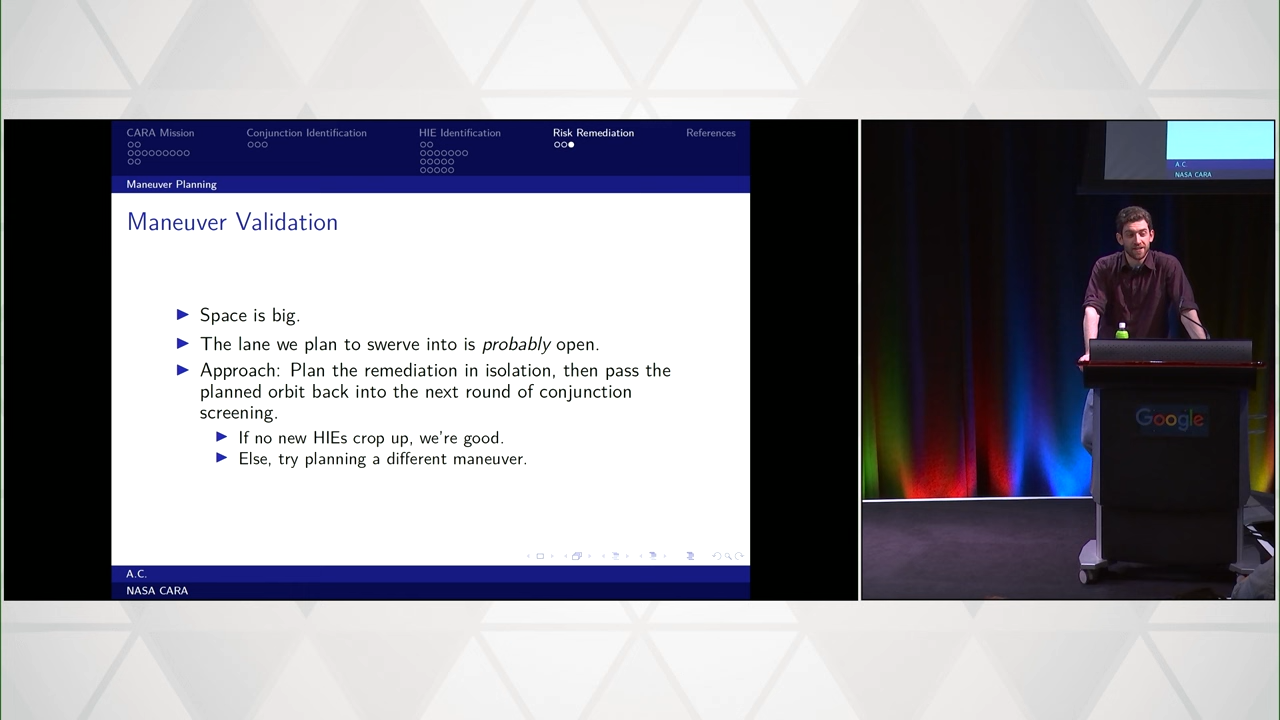 CARA Mission
Conjunction Identification
HIE Identification
Risk Remediation
References
Maneuver Planning
Maneuver Validation
Space is big.
The lane we plan to swerve into is probably open.
Approach: Plan the remediation in isolation, then pass the
planned orbit back into the next round of conjunction
screening.
If no new HIEs crop up, we're good.
Else, try planning a different maneuver.
A.C.
NASA CARA
A.C.
NASA CARA
Google